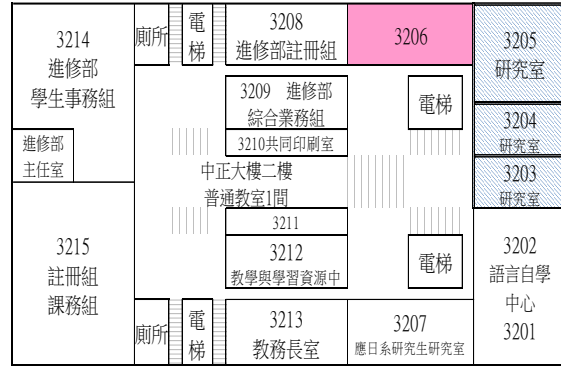 3214
進修部
學生事務組
廁所
電
梯
3208
進修部註冊組
3206
3205
研究室
3209 進修部
綜合業務組
電梯
3204
研究室
進修部
主任室
3210共同印刷室
3203
研究室
中正大樓二樓
普通教室1間
3211
3215
註冊組
課務組
3212
教學與學習資源中
電梯
3202
語言自學
中心
3201
廁所
電
梯
3213
教務長室
3207
應日系研究生研究室